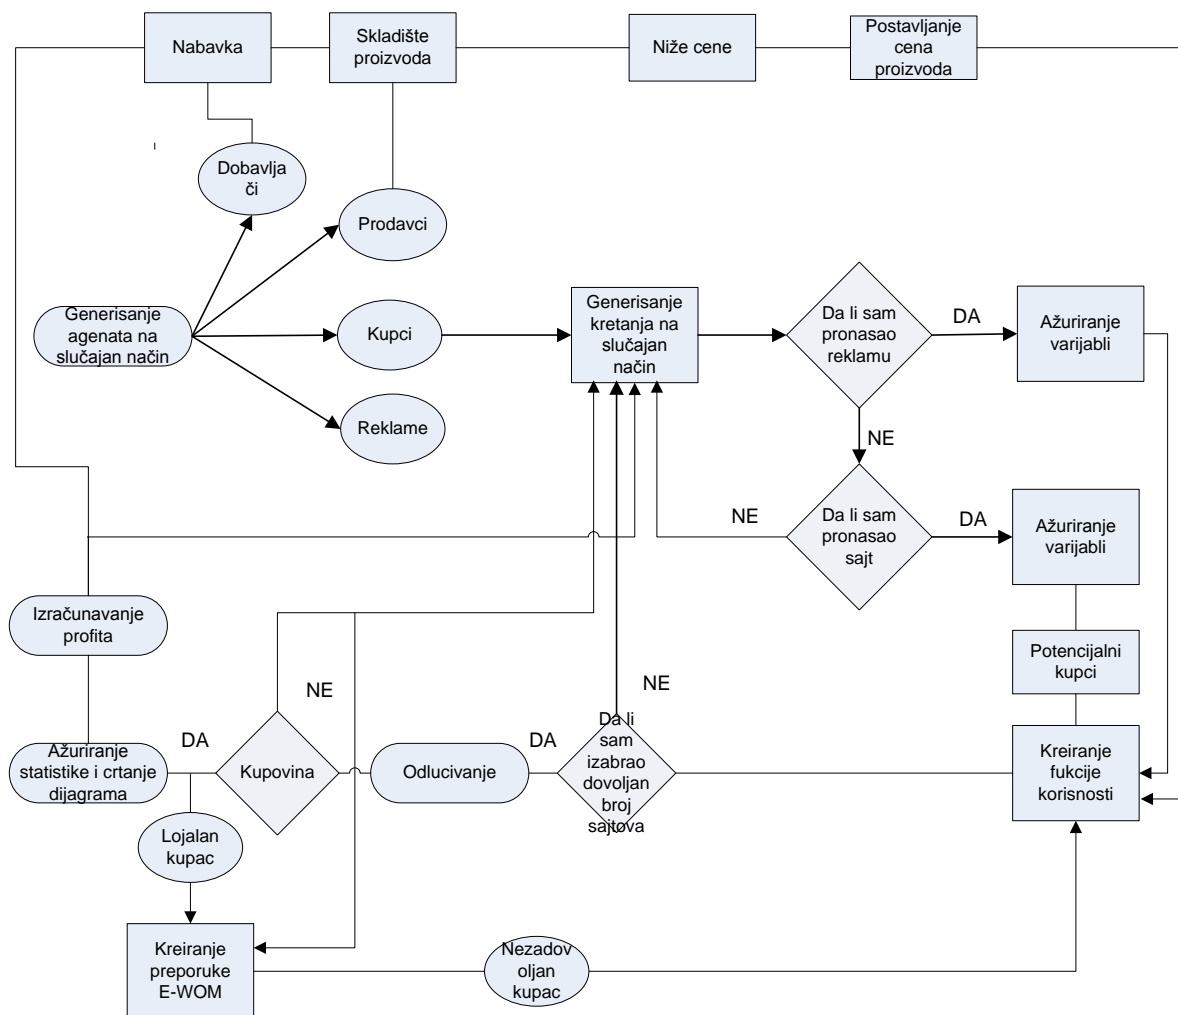 Nabavka
Skladište
proizvoda
Niže cene
Postavljanje
cena
proizvoda
Dobavlja
či
Prodavci
Generisanje
agenata na
slučajan način
Kupci
Reklame
Generisanje
kretanja na
slučajan
način
Da li sam
pronasao
reklamu
DA
Ažuriranje
varijabli
NE
Da li sam
pronasao
sajt
NE
DA
Ažuriranje
varijabli
Izračunavanje
profita
Potencijalni
kupci
NE
NE
Ažuriranje
statistike i crtanje
dijagrama
DA
Kupovina
Odlucivanje
DA
Da li
sam
izabrao
dovoljan
broj
sajtova
Kreiranje
fukcije
korisnosti
Lojalan
kupac
Kreiranje
preporuke
E-WOM
Nezadov
oljan
kupac